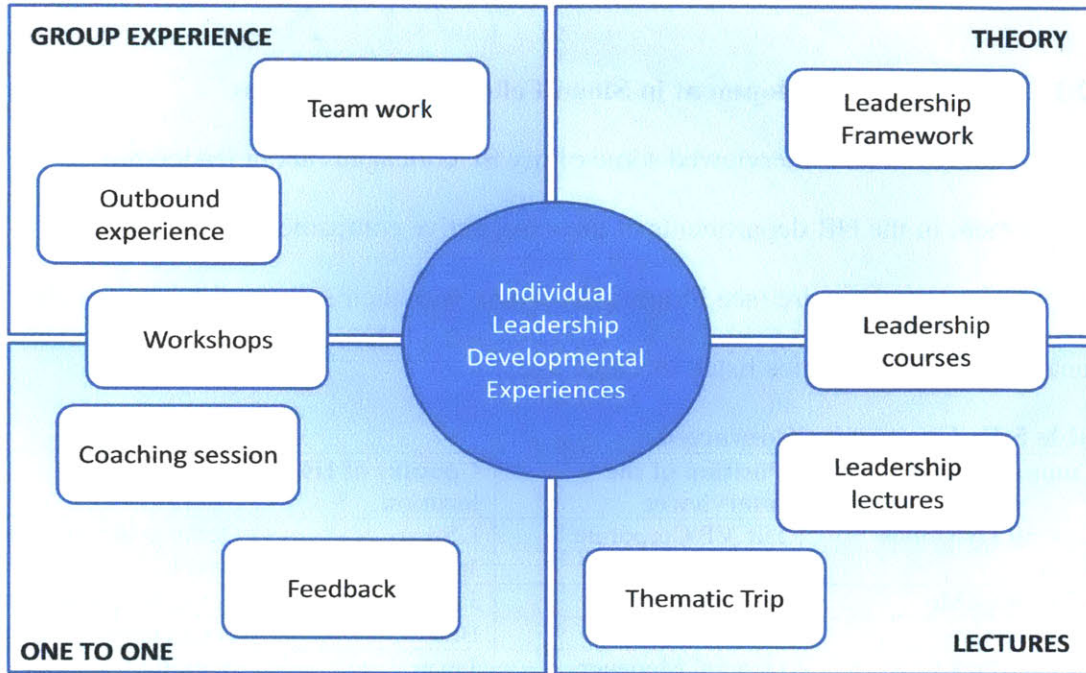 GROUP EXPERIENCE
Team work
Outbound
experience
Workshops
THEORY
Leadership
Framework
Leadership
courses
Individual
Leadership
Developmental
Experiences
Coaching session
Feedback
ONE TO ONE
Leadership
lectures
Thematic Trip
LECTURES